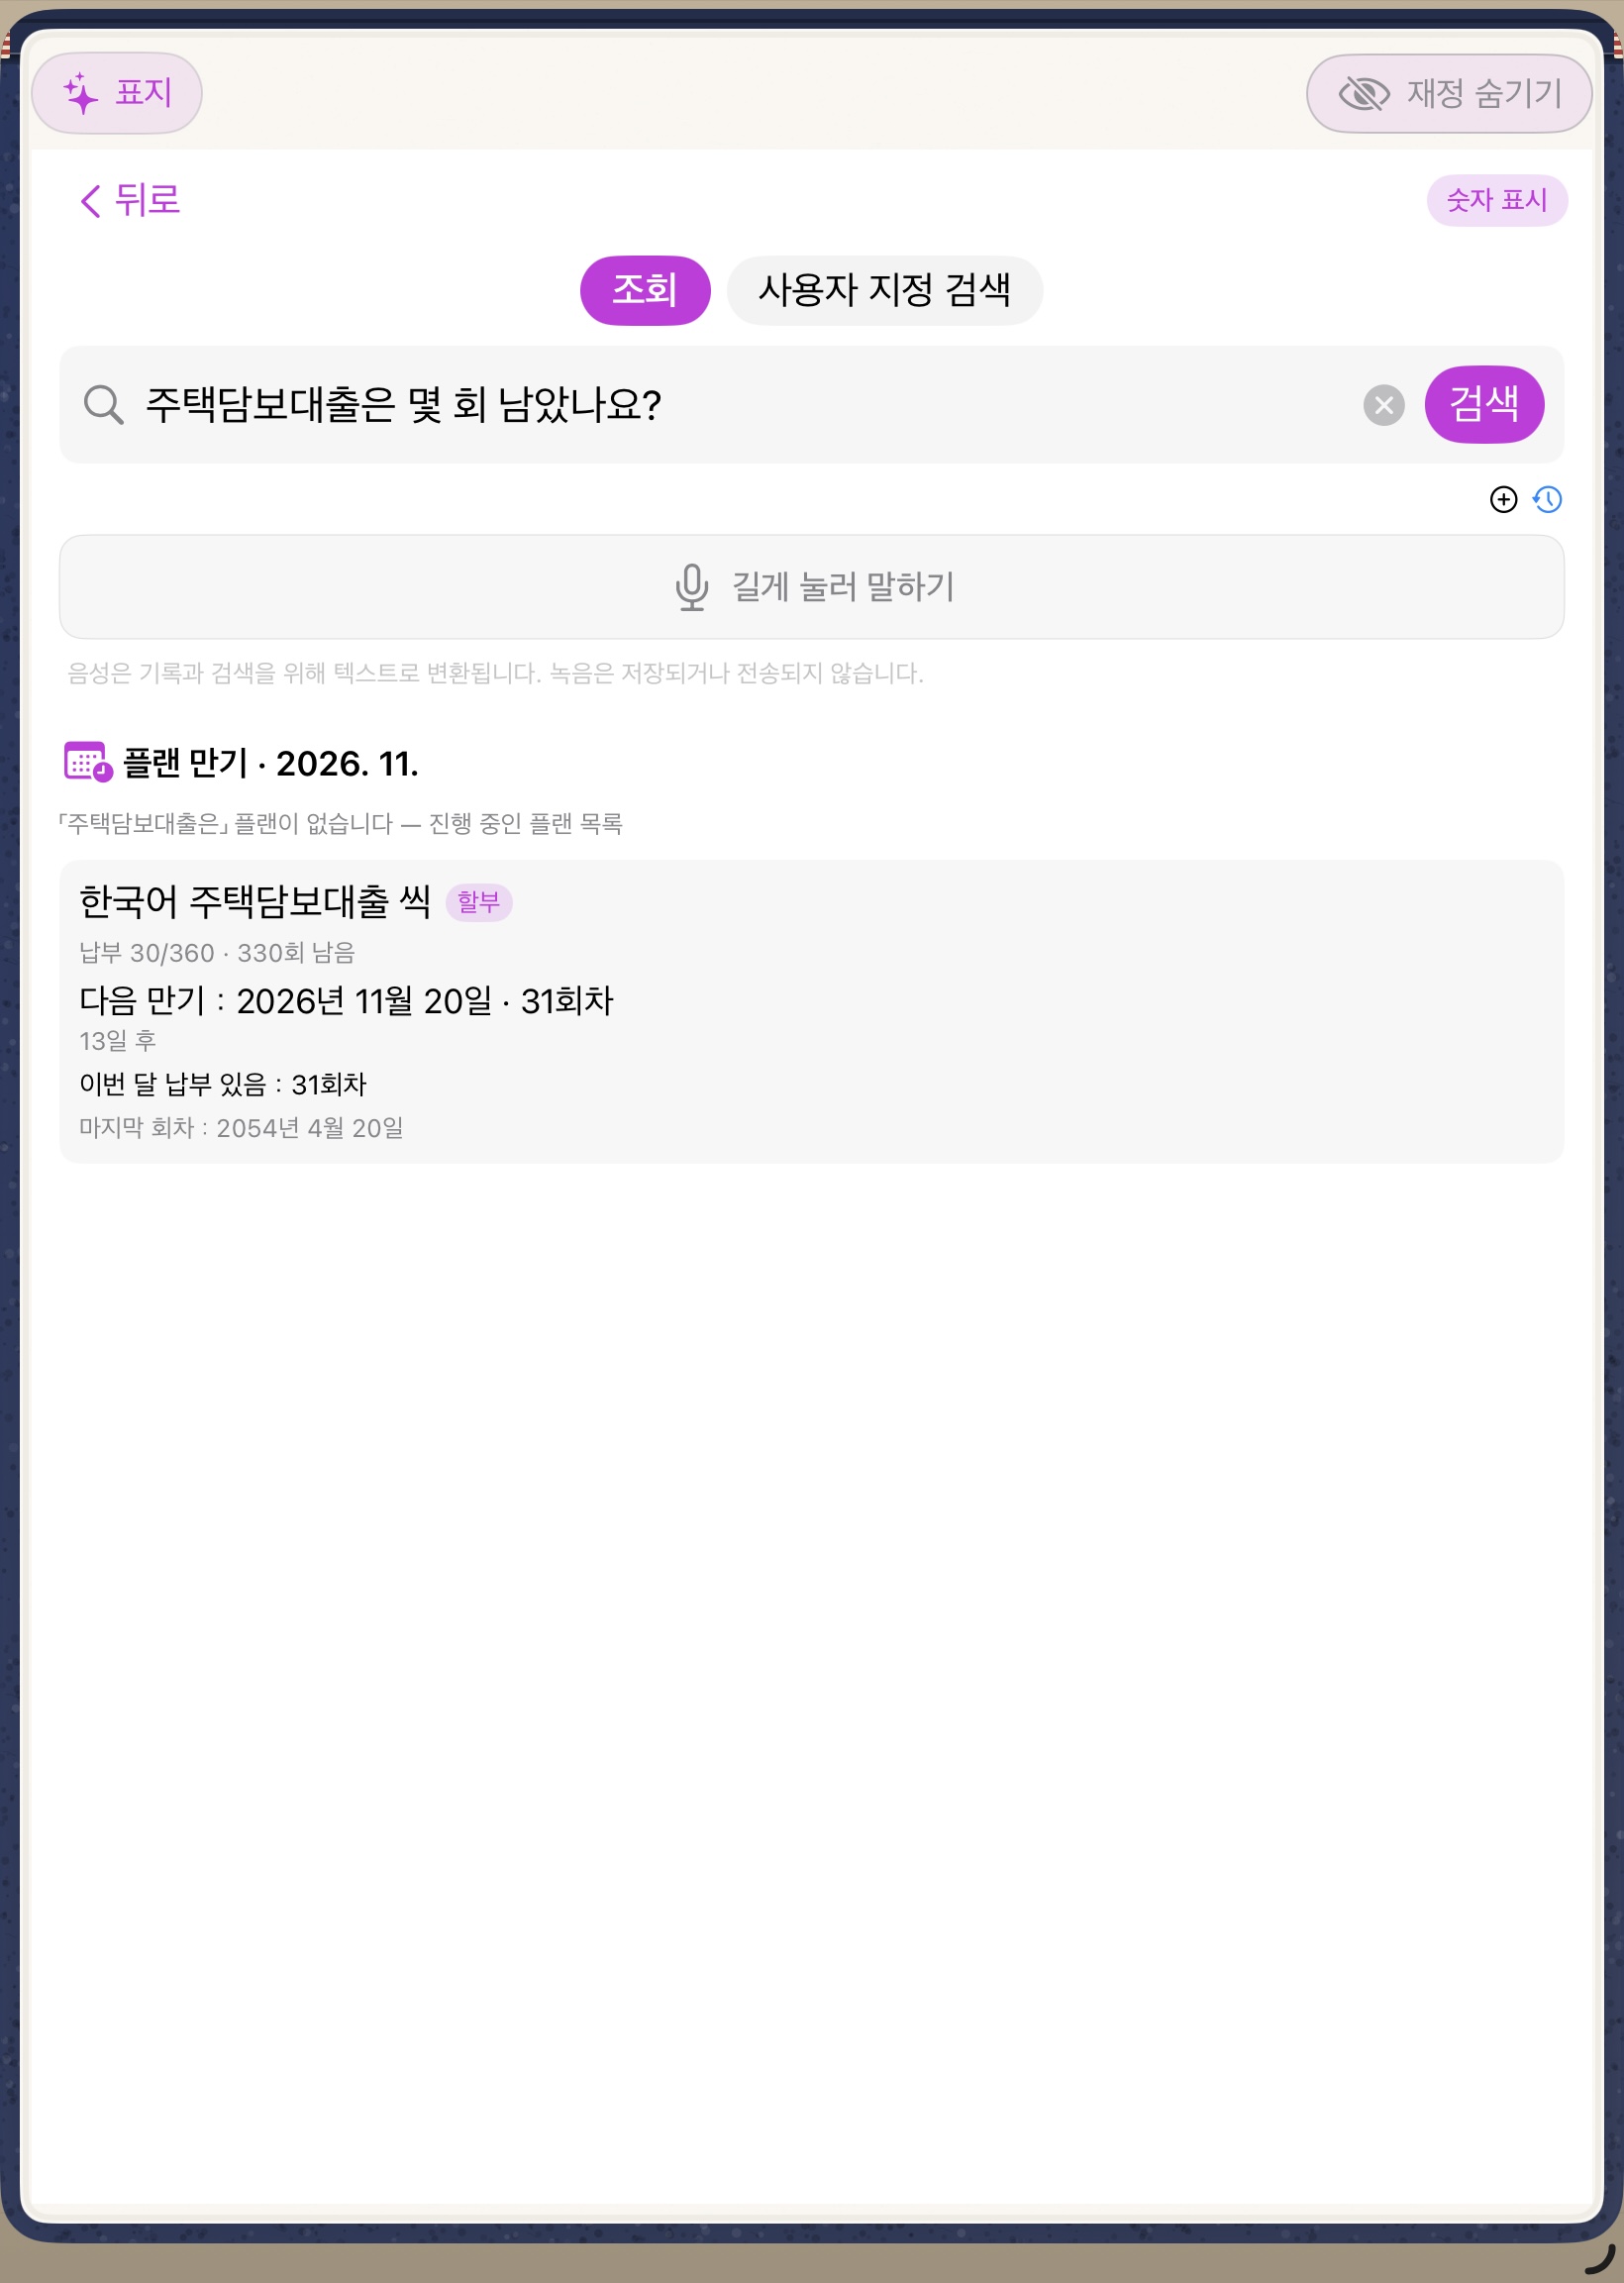 표지
재정 숨기기
뒤로
숫자 표시
조회
사용자 지정 검색
주택담보대출은 몇 회 남았나요?
검색
길게 눌러 말하기
음성은 기록과 검색을 위해 텍스트로 변환됩니다. 녹음은 저장되거나 전송되지 않습니다.
플랜 만기 · 2026. 11.
「주택담보대출은」 플랜이 없습니다 — 진행 중인 플랜 목록
한국어 주택담보대출 씩 할부
납부 30/360 · 330회 남음
다음 만기 : 2026년 11월 20일 · 31회차
13일 후
이번 달 납부 있음 : 31회차
마지막 회차 : 2054년 4월 20일